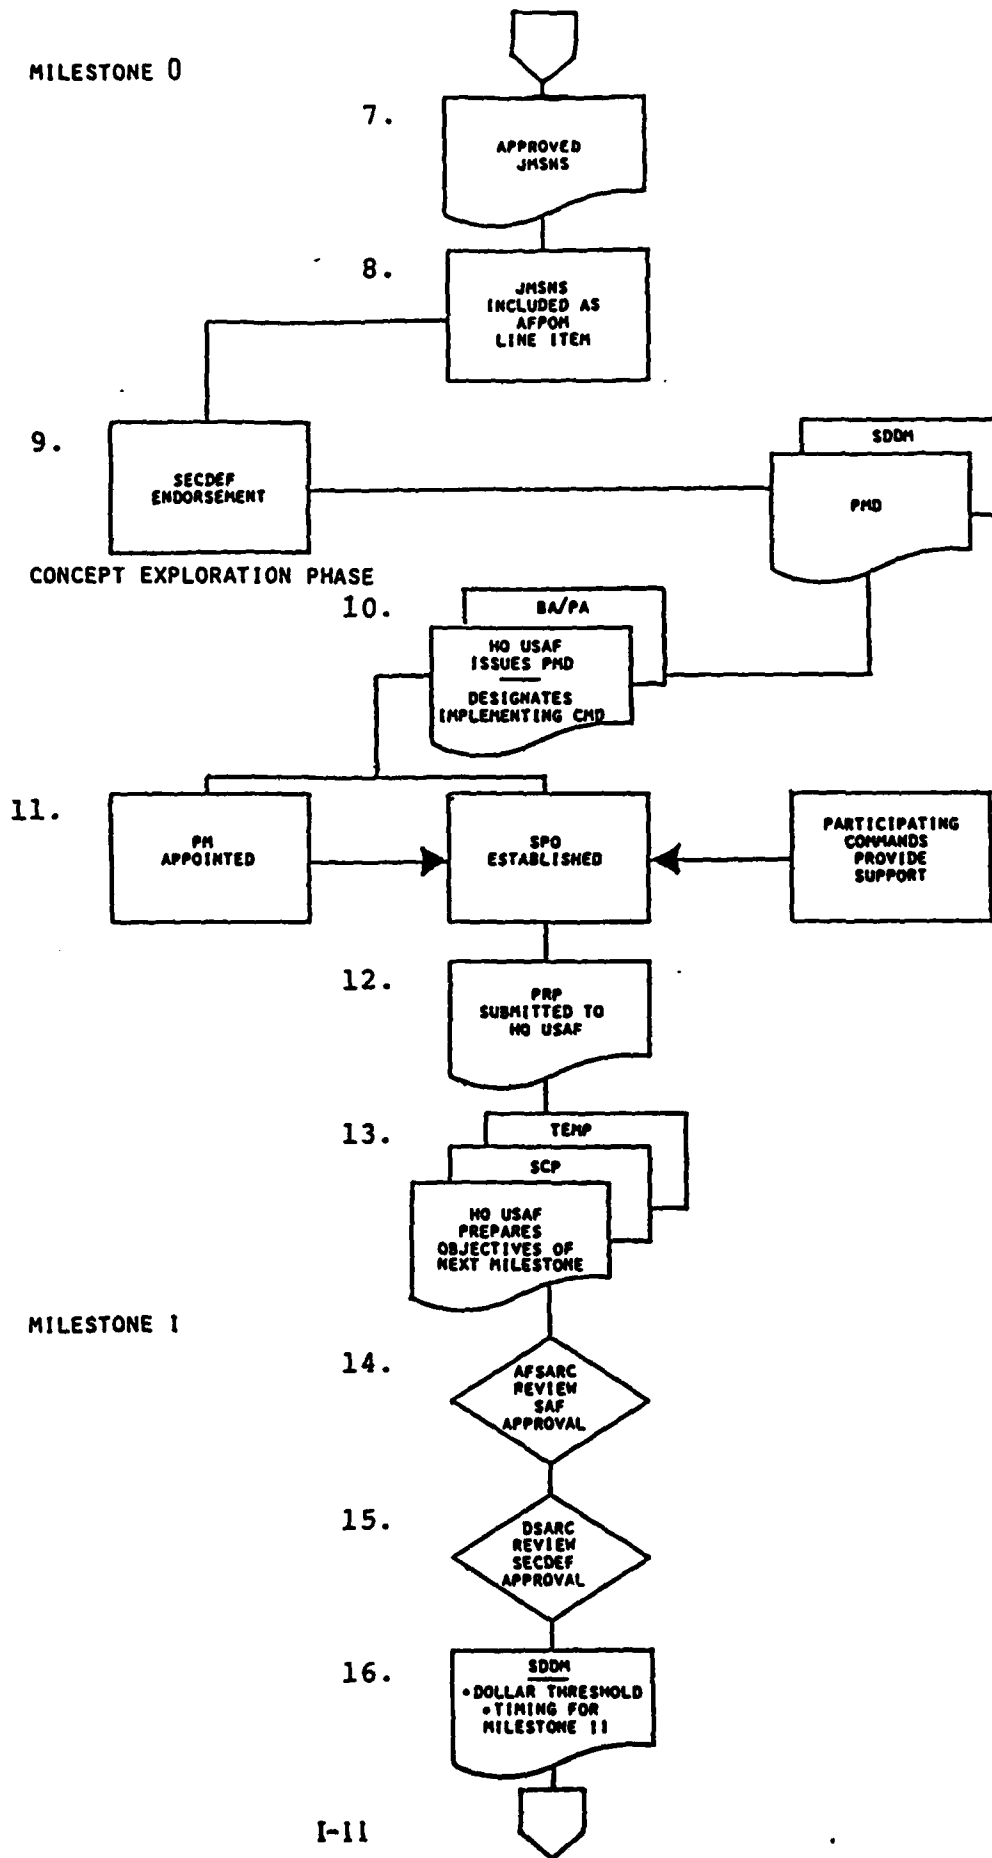 MILESTONE 0
7.
APPROVED
JMSNS
8.
JMSNS
INCLUDED AS
AFPOM
LINE ITEM
9.
SECDEF
ENDORSEMENT
SDDM
PMD
CONCEPT EXPLORATION PHASE
10.
BA/PA
HQ USAF
ISSUES PMD
DESIGNATES
IMPLEMENTING CMD
11.
PM
APPOINTED
SPO
ESTABLISHED
PARTICIPATING
COMMANDS
PROVIDE
SUPPORT
12.
PRP
SUBMITTED TO
HQ USAF
13.
TEMP
SCP
HQ USAF
PREPARES
OBJECTIVES OF
NEXT MILESTONE
MILESTONE I
14.
AFSARC
REVIEW
SAF
APPROVAL
15.
DSARC
REVIEW
SECDEF
APPROVAL
16.
SDDM
•DOLLAR THRESHOLD
•TIMING FOR
MILESTONE II
I-11